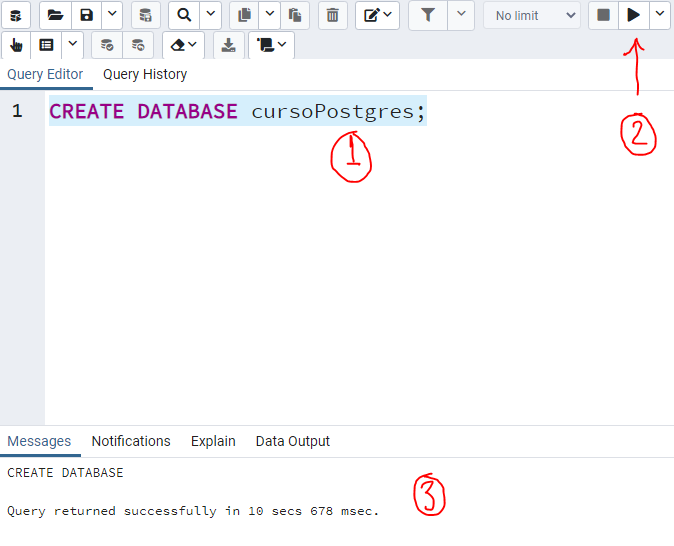 No limit
Query Editor Query History
1 CREATE DATABASE cursoPostgres;
1
2
Messages Notifications Explain Data Output
CREATE DATABASE
3
Query returned successfully in 10 secs 678 msec.